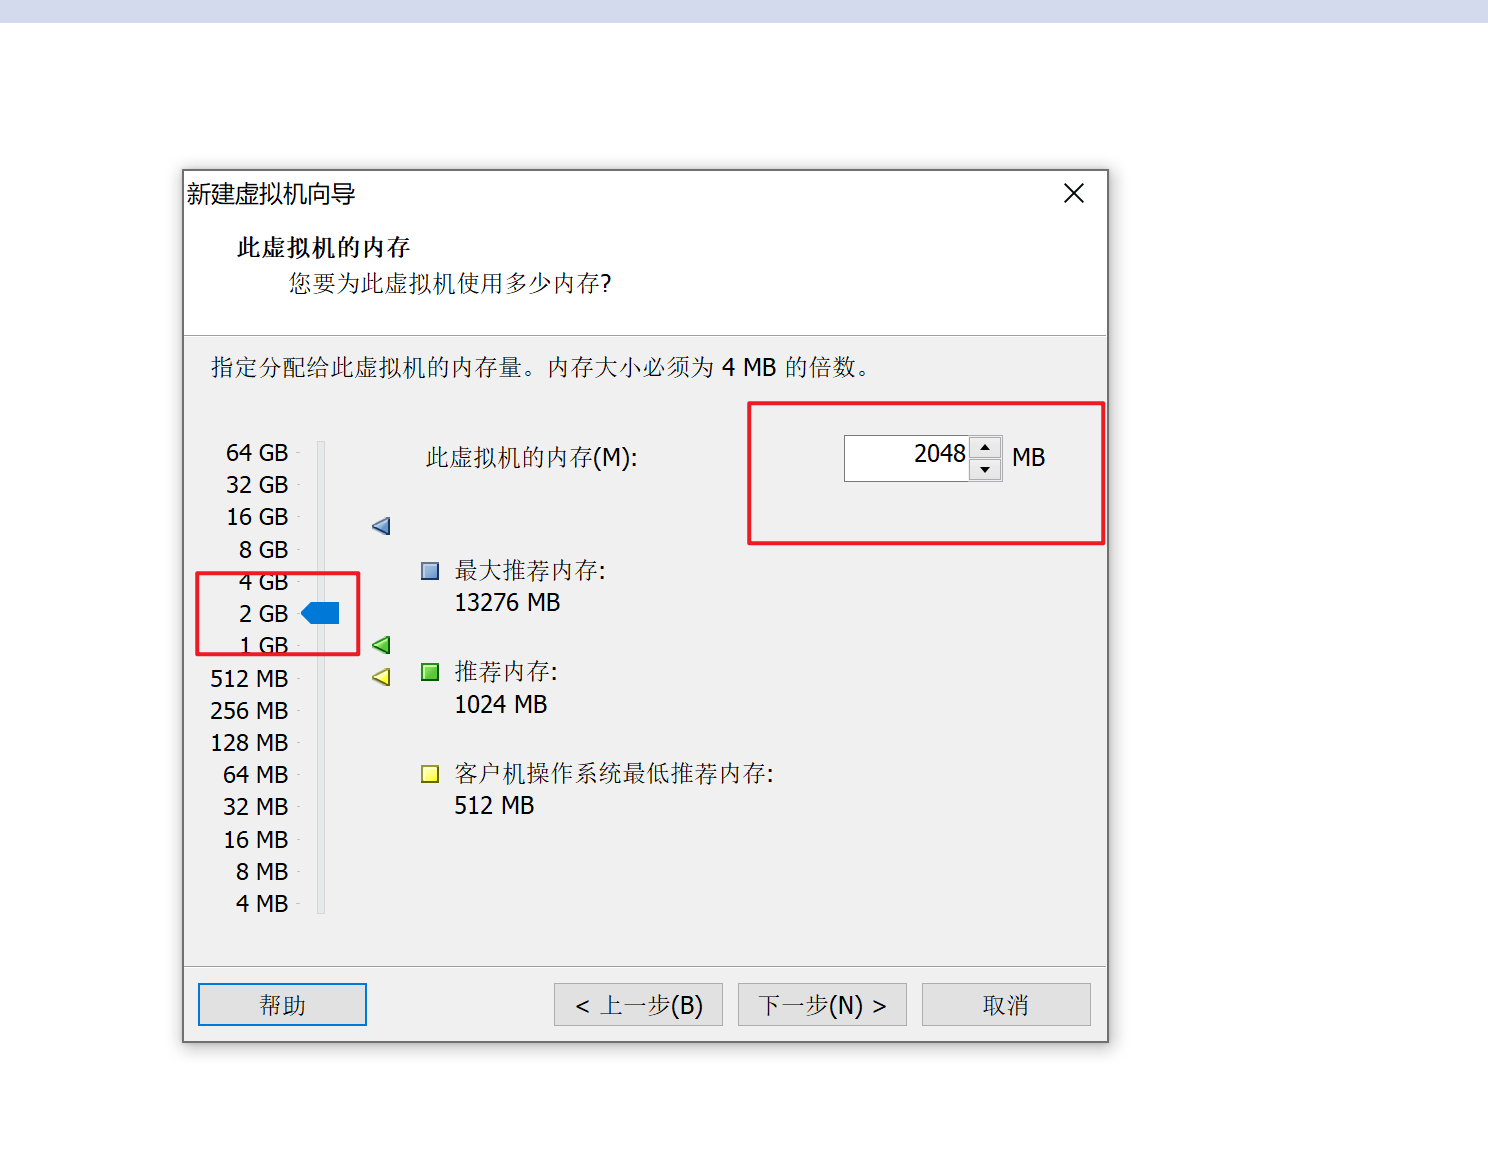 新建虚拟机向导
此虚拟机的内存
您要为此虚拟机使用多少内存?
指定分配给此虚拟机的内存量。内存大小必须为 4 MB 的倍数。
64 GB
32 GB
16 GB
8 GB
4 GB
2 GB
1 GB
512 MB
256 MB
128 MB
64 MB
32 MB
16 MB
8 MB
4 MB
此虚拟机的内存(M):
2048 MB
最大推荐内存:
13276 MB
推荐内存:
1024 MB
客户机操作系统最低推荐内存:
512 MB
帮助
< 上一步(B)
下一步(N) >
取消